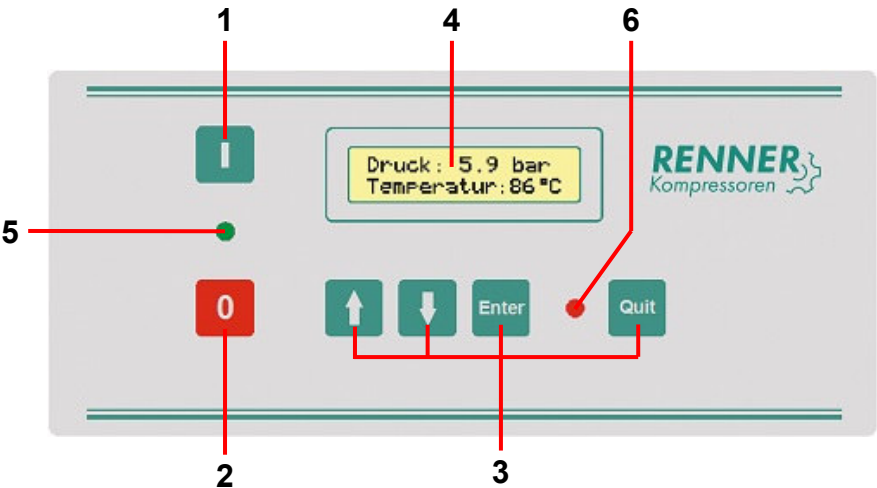 1
4
6
I
Druck: 5.9 bar
Temperatur:86°C
RENNER
Kompressoren
5
0
Enter
Quit
2
3